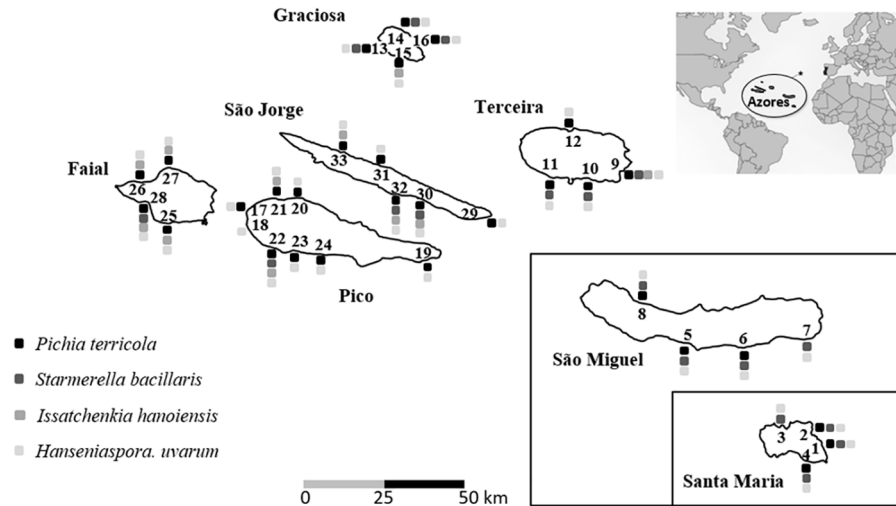 Graciosa
14
16
13
15
São Jorge
Terceira
Azores
33
12
Faial
31
11
10
9
27
26
32
30
28
17
21
20
29
25
18
22
23
24
19
Pico
8
7
5
6
Pichia terricola
São Miguel
Starmerella bacillaris
Issatchenkia hanoiensis
3
2
1
Hanseniaspora. uvarum
4
Santa Maria
0
25
50 km